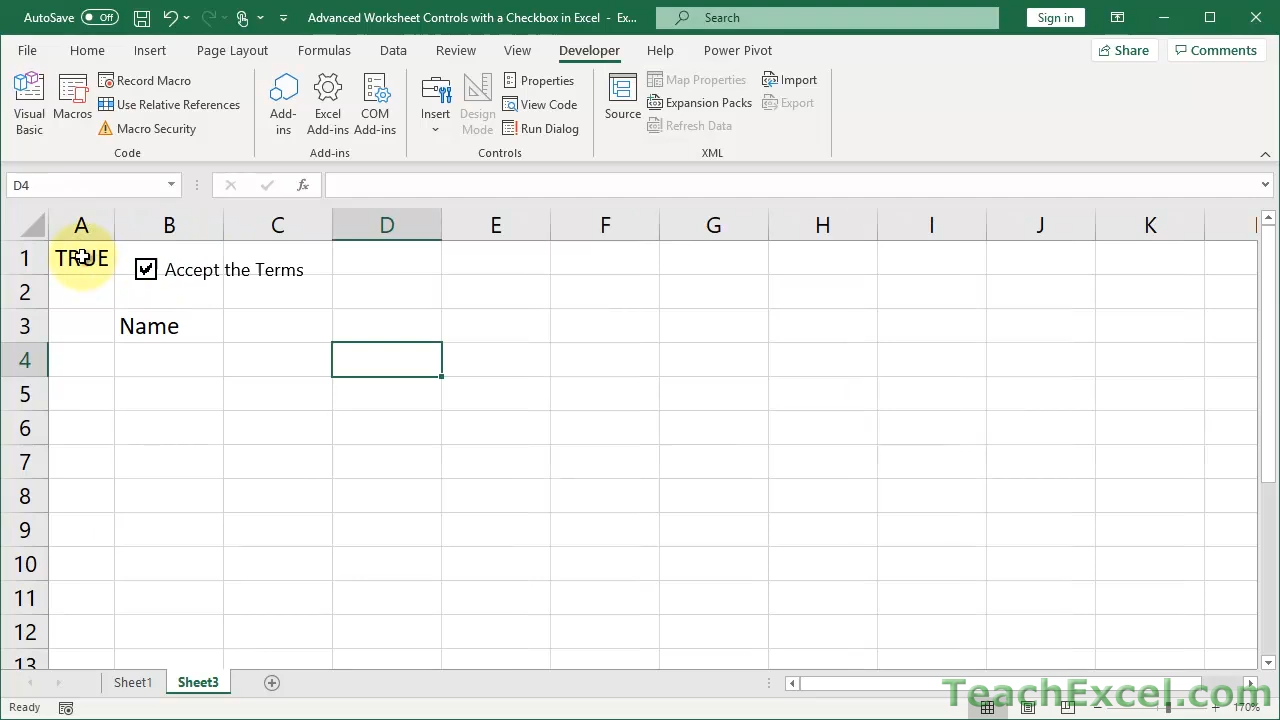 AutoSave Off Advanced Worksheet Controls with a Checkbox in Excel - Ex... Search Sign in
File Home Insert Page Layout Formulas Data Review View Developer Help Power Pivot Share Comments
Visual Basic
Macros
Record Macro
Use Relative References
Macro Security
Code
Add-ins
Excel Add-ins
COM Add-ins
Add-ins
Insert
Design Mode
Properties
View Code
Run Dialog
Controls
Source
Map Properties
Expansion Packs
Refresh Data
Import
Export
XML
D4 fx
A B C D E F G H I J K
1 TRUE Accept the Terms
2
3 Name
4
5
6
7
8
9
10
11
12
13
Sheet1 Sheet3
TeachExcel.com
Ready 170%